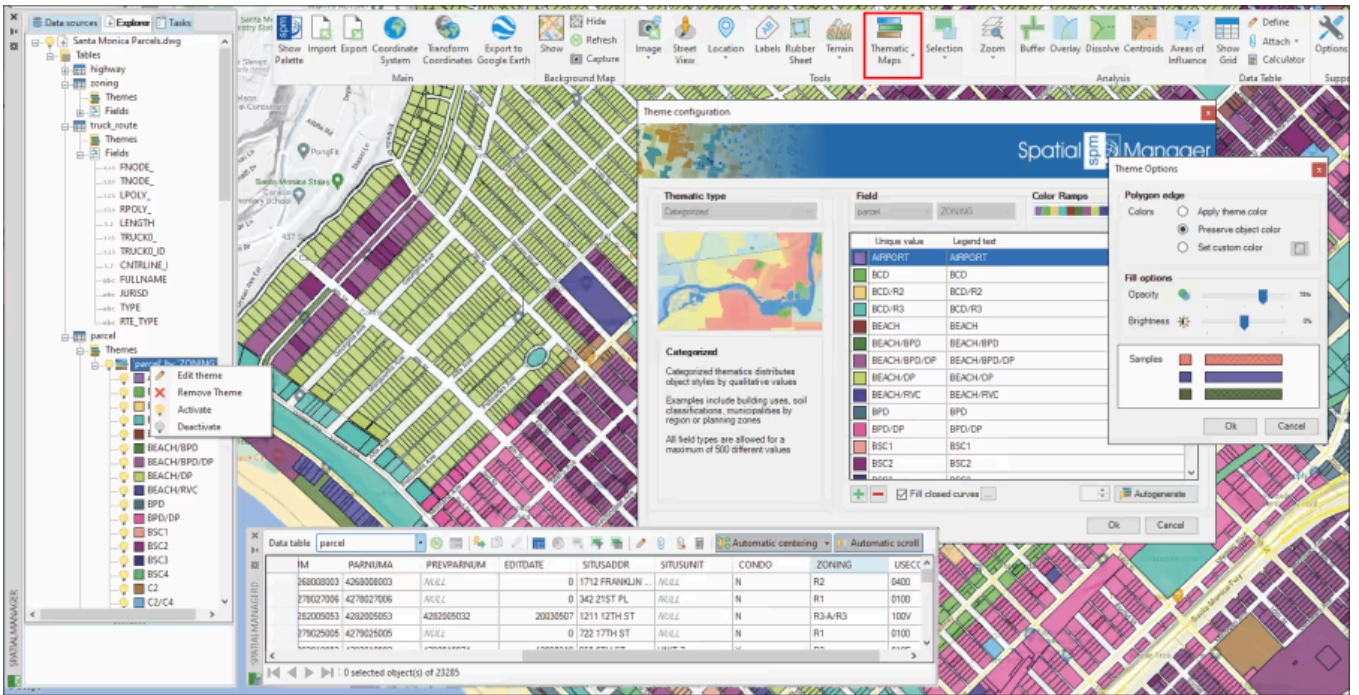 Data sources Explorer Tasks
Santa Monica Parcels.dwg
Tables
highway
zoning
Themes
Fields
truck_route
Themes
Fields
FNODE_
TNODE_
LPOLY_
RPOLY_
LENGTH
TRUCK0_
TRUCK0_ID
CNTRLINE_I
FULLNAME
JURISD
TYPE
RTE_TYPE
parcel
Themes
'parcel' by 'ZONING'
Edit theme
Remove Theme
Activate
Deactivate
BEACH/BPD
BEACH/BPD/DP
BEACH/DP
BEACH/RVC
BPD
BPD/DP
BSC1
BSC2
BSC3
BSC4
C2
C2/C4
SPATIALMANAGER
Show Palette
Import
Export
Coordinate System
Transform Coordinates
Export to Google Earth
Main
Show
Hide
Refresh
Capture
Background Map
Image
Street View
Location
Labels
Rubber Sheet
Terrain
Thematic Maps
Selection
Zoom
Tools
Buffer
Overlay
Dissolve
Centroids
Areas of Influence
Analysis
Show Grid
Define
Attach
Calculator
Data Table
Options
Theme configuration
Spatial spm Manager
Thematic type
Categorized
Categorized
Categorized thematics distributes
object styles by qualitative values
Examples include building uses, soil
classifications, municipalities by
region or planning zones
All field types are allowed for a
maximum of 500 different values
Field
parcel ZONING
Color Ramps
Unique value Legend text
AIRPORT AIRPORT
BCD BCD
BCD/R2 BCD/R2
BCD/R3 BCD/R3
BEACH BEACH
BEACH/BPD BEACH/BPD
BEACH/BPD/DP BEACH/BPD/DP
BEACH/DP BEACH/DP
BEACH/RVC BEACH/RVC
BPD BPD
BPD/DP BPD/DP
BSC1 BSC1
BSC2 BSC2
Fill closed curves ...
Autogenerate
Ok Cancel
Theme Options
Polygon edge
Colors
Apply theme color
Preserve object color
Set custom color
Fill options
Opacity
Brightness 0%
Samples
Ok Cancel
Data table parcel
Automatic centering Automatic scroll
PARNUMA PREVPARNUM EDITDATE SITUSADDR SITUSUNIT CONDO ZONING
268008003 4268008003 NULL 0 1712 FRANKLIN ... NULL N R2 0400
278027006 4278027006 NULL 0 342 21ST PL NULL N R1 0100
282005053 4282005053 4282005032 20030507 1211 12TH ST NULL N R3-A/R3 100V
279025005 4279025005 NULL 0 722 17TH ST NULL N R1 0100
0 selected object(s) of 23285